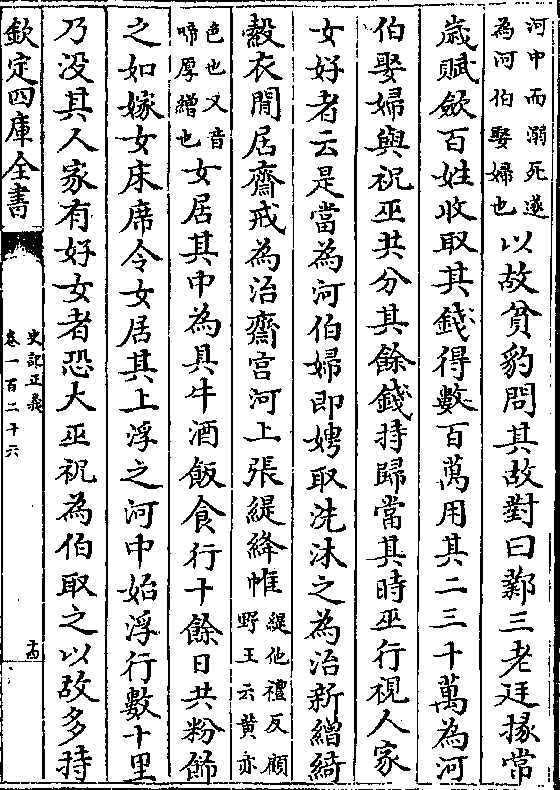 河中而溺死遂
為河伯娶婦也
以故貧豹問其故對曰鄴三老廷掾常
歲賦斂百姓收取其錢得數百萬用其二三十萬為河
伯娶婦與祝巫共分其餘錢持歸當其時巫行視人家
女好者云是當為河伯婦即娉取洗沐之為治新繒綺
縠衣閒居齋戒為治齋宫河上張緹絳帷
緹他禮反顧
野王云黄亦
色也又音
啼厚繒也
女居其中為具牛酒飯食行十餘日共粉飾
之如嫁女床席令女居其上浮之河中始浮行數十里
乃没其人家有好女者恐大巫祝為伯取之以故多持
欽定四庫全書
史記正義
卷一百二十六
十四